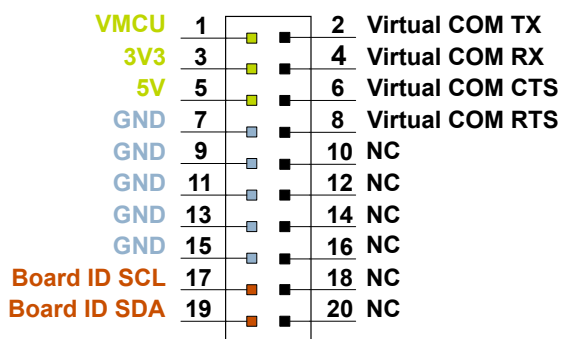 VMCU 1 2 Virtual COM TX
3V3 3 4 Virtual COM RX
5V 5 6 Virtual COM CTS
GND 7 8 Virtual COM RTS
GND 9 10 NC
GND 11 12 NC
GND 13 14 NC
GND 15 16 NC
Board ID SCL 17 18 NC
Board ID SDA 19 20 NC